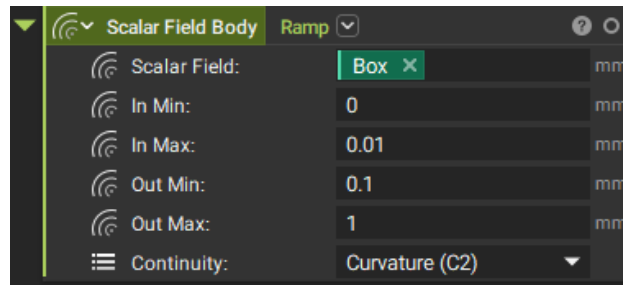 Scalar Field Body Ramp
Scalar Field: Box mm
In Min: 0 mm
In Max: 0.01 mm
Out Min: 0.1 mm
Out Max: 1 mm
Continuity: Curvature (C2)